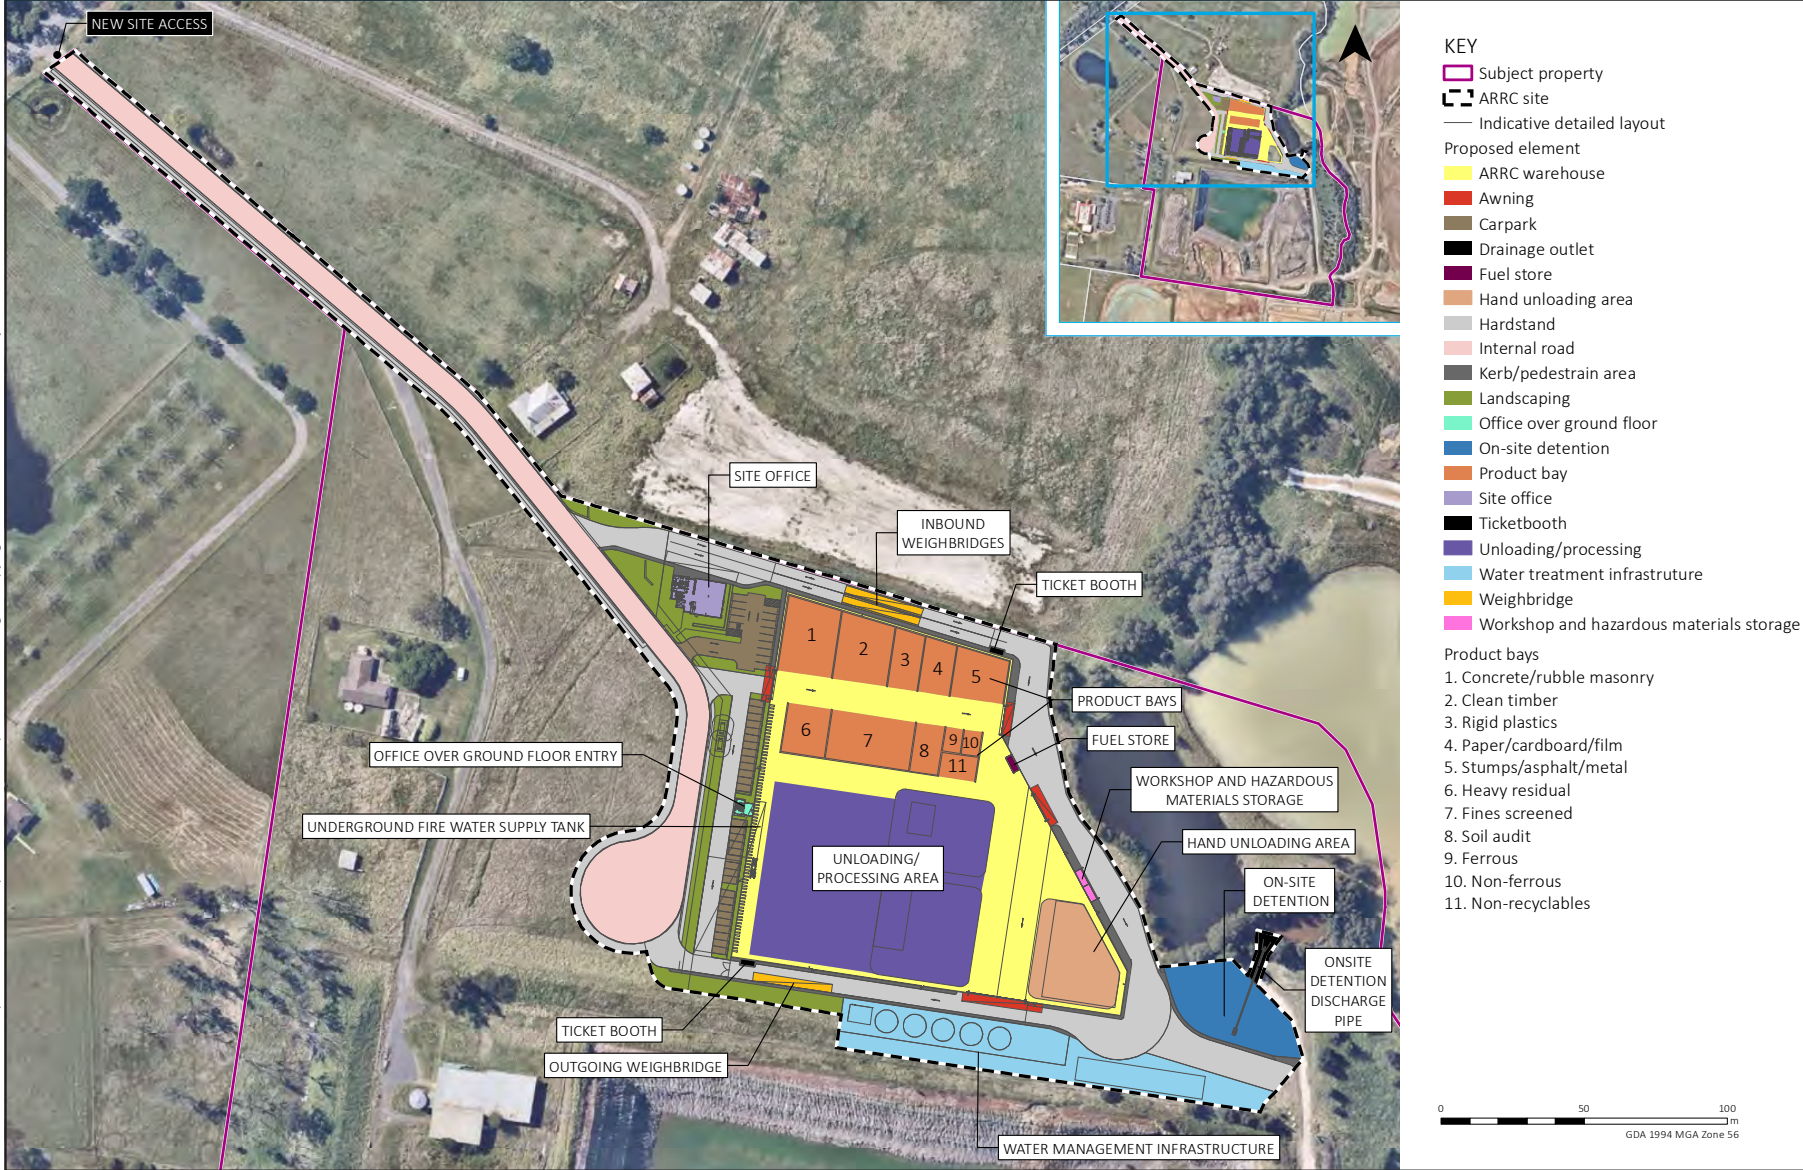 NEW SITE ACCESS
SITE OFFICE
INBOUND
WEIGHBRIDGES
TICKET BOOTH
1
2
3
4
5
PRODUCT BAYS
6
7
8
9
10
11
FUEL STORE
OFFICE OVER GROUND FLOOR ENTRY
WORKSHOP AND HAZARDOUS
MATERIALS STORAGE
UNDERGROUND FIRE WATER SUPPLY TANK
HAND UNLOADING AREA
UNLOADING/
PROCESSING AREA
ON-SITE
DETENTION
ONSITE
DETENTION
DISCHARGE
PIPE
TICKET BOOTH
OUTGOING WEIGHBRIDGE
WATER MANAGEMENT INFRASTRUCTURE
KEY
Subject property
ARRC site
Indicative detailed layout
Proposed element
ARRC warehouse
Awning
Carpark
Drainage outlet
Fuel store
Hand unloading area
Hardstand
Internal road
Kerb/pedestrain area
Landscaping
Office over ground floor
On-site detention
Product bay
Site office
Ticketbooth
Unloading/processing
Water treatment infrastruture
Weighbridge
Workshop and hazardous materials storage
Product bays
1. Concrete/rubble masonry
2. Clean timber
3. Rigid plastics
4. Paper/cardboard/film
5. Stumps/asphalt/metal
6. Heavy residual
7. Fines screened
8. Soil audit
9. Ferrous
10. Non-ferrous
11. Non-recyclables
0 50 100
m
GDA 1994 MGA Zone 56